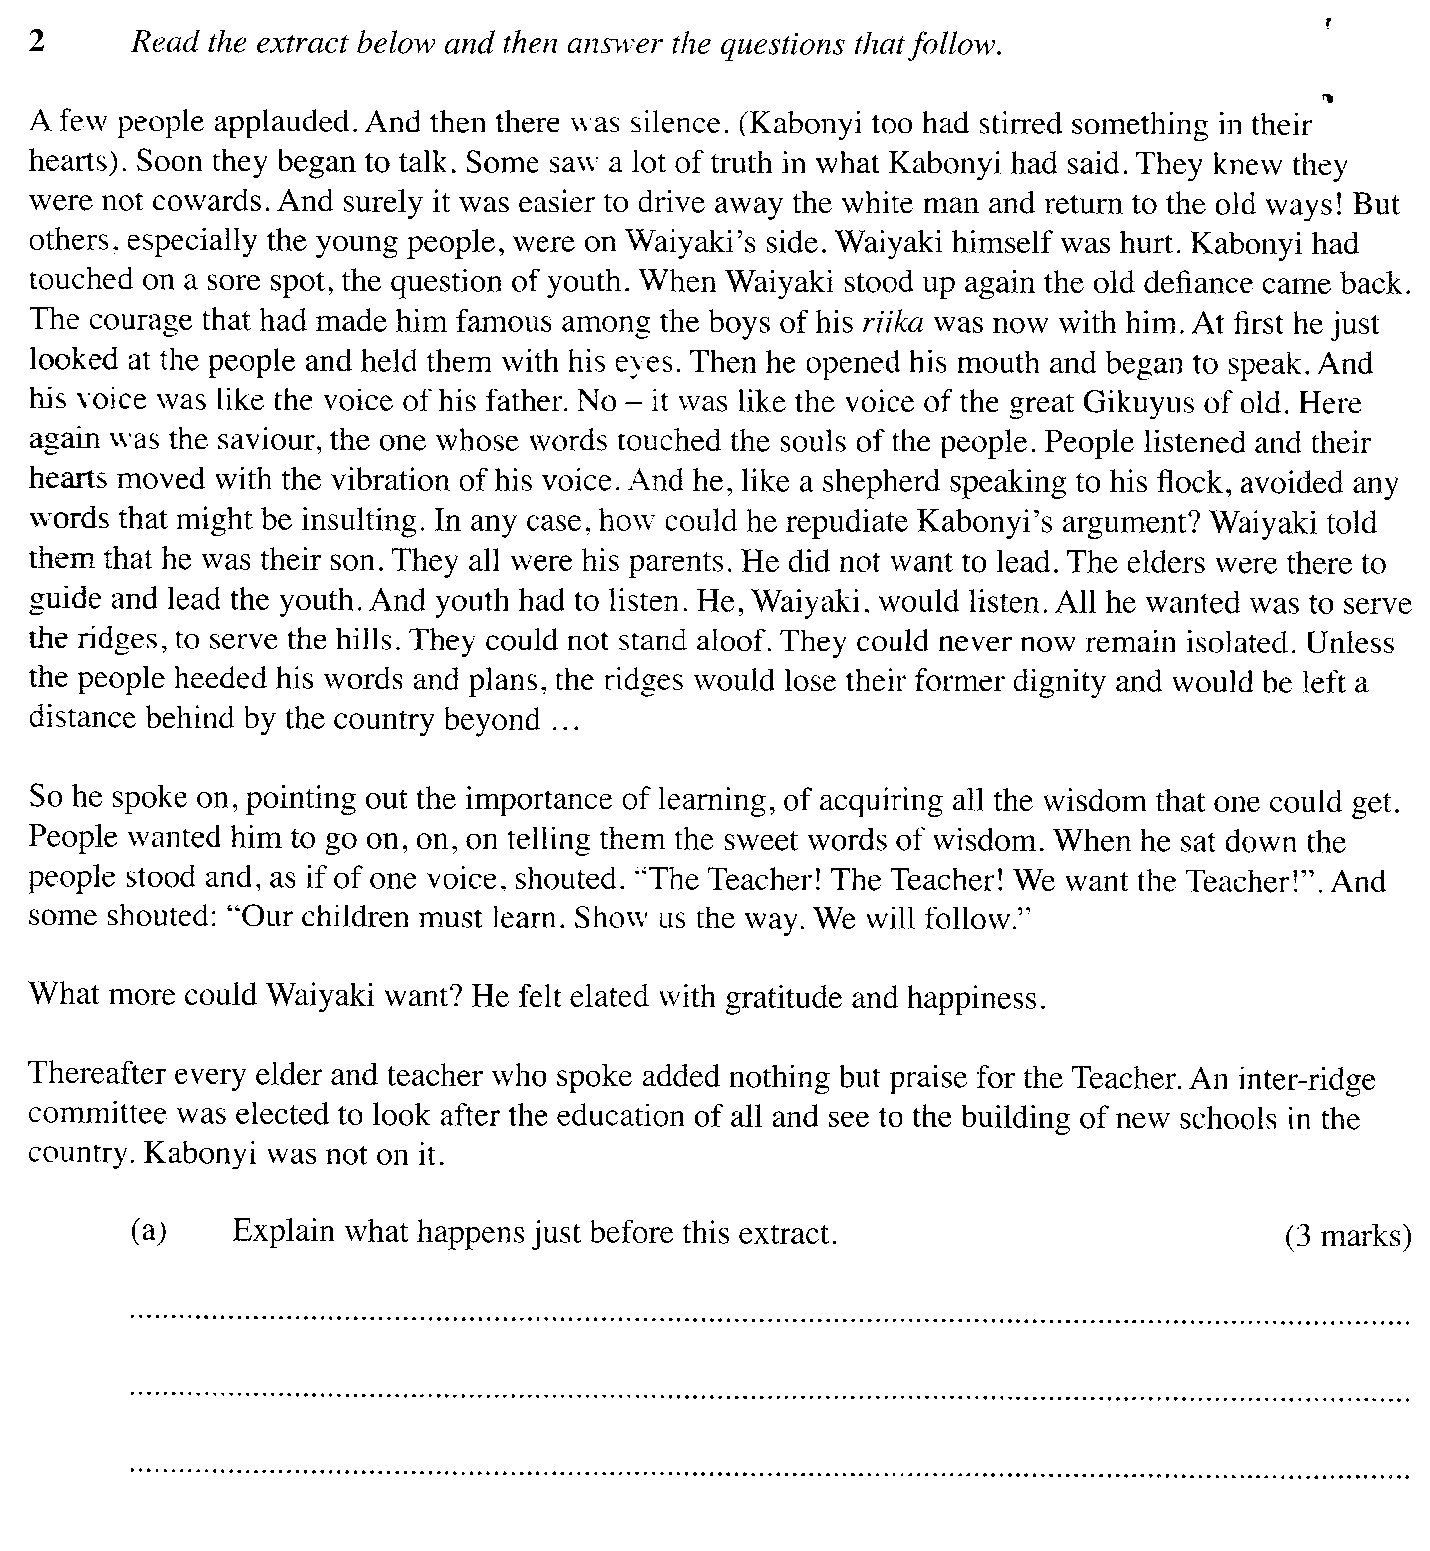 2 Read the extract below and then answer the questions that follow.
A few people applauded. And then there was silence. (Kabonyi too had stirred something in their
hearts). Soon they began to talk. Some saw a lot of truth in what Kabonyi had said. They knew they
were not cowards. And surely it was easier to drive away the white man and return to the old ways! But
others, especially the young people, were on Waiyaki's side. Waiyaki himself was hurt. Kabonyi had
touched on a sore spot, the question of youth. When Waiyaki stood up again the old defiance came back.
The courage that had made him famous among the boys of his riika was now with him. At first he just
looked at the people and held them with his eyes. Then he opened his mouth and began to speak. And
his voice was like the voice of his father. No – it was like the voice of the great Gikuyus of old. Here
again was the saviour, the one whose words touched the souls of the people. People listened and their
hearts moved with the vibration of his voice. And he, like a shepherd speaking to his flock, avoided any
words that might be insulting. In any case, how could he repudiate Kabonyi's argument? Waiyaki told
them that he was their son. They all were his parents. He did not want to lead. The elders were there to
guide and lead the youth. And youth had to listen. He, Waiyaki, would listen. All he wanted was to serve
the ridges, to serve the hills. They could not stand aloof. They could never now remain isolated. Unless
the people heeded his words and plans, the ridges would lose their former dignity and would be left a
distance behind by the country beyond ...
So he spoke on, pointing out the importance of learning, of acquiring all the wisdom that one could get.
People wanted him to go on, on, on telling them the sweet words of wisdom. When he sat down the
people stood and, as if of one voice, shouted. "The Teacher! The Teacher! We want the Teacher!". And
some shouted: "Our children must learn. Show us the way. We will follow."
What more could Waiyaki want? He felt elated with gratitude and happiness.
Thereafter every elder and teacher who spoke added nothing but praise for the Teacher. An inter-ridge
committee was elected to look after the education of all and see to the building of new schools in the
country. Kabonyi was not on it.
(a) Explain what happens just before this extract. (3 marks)